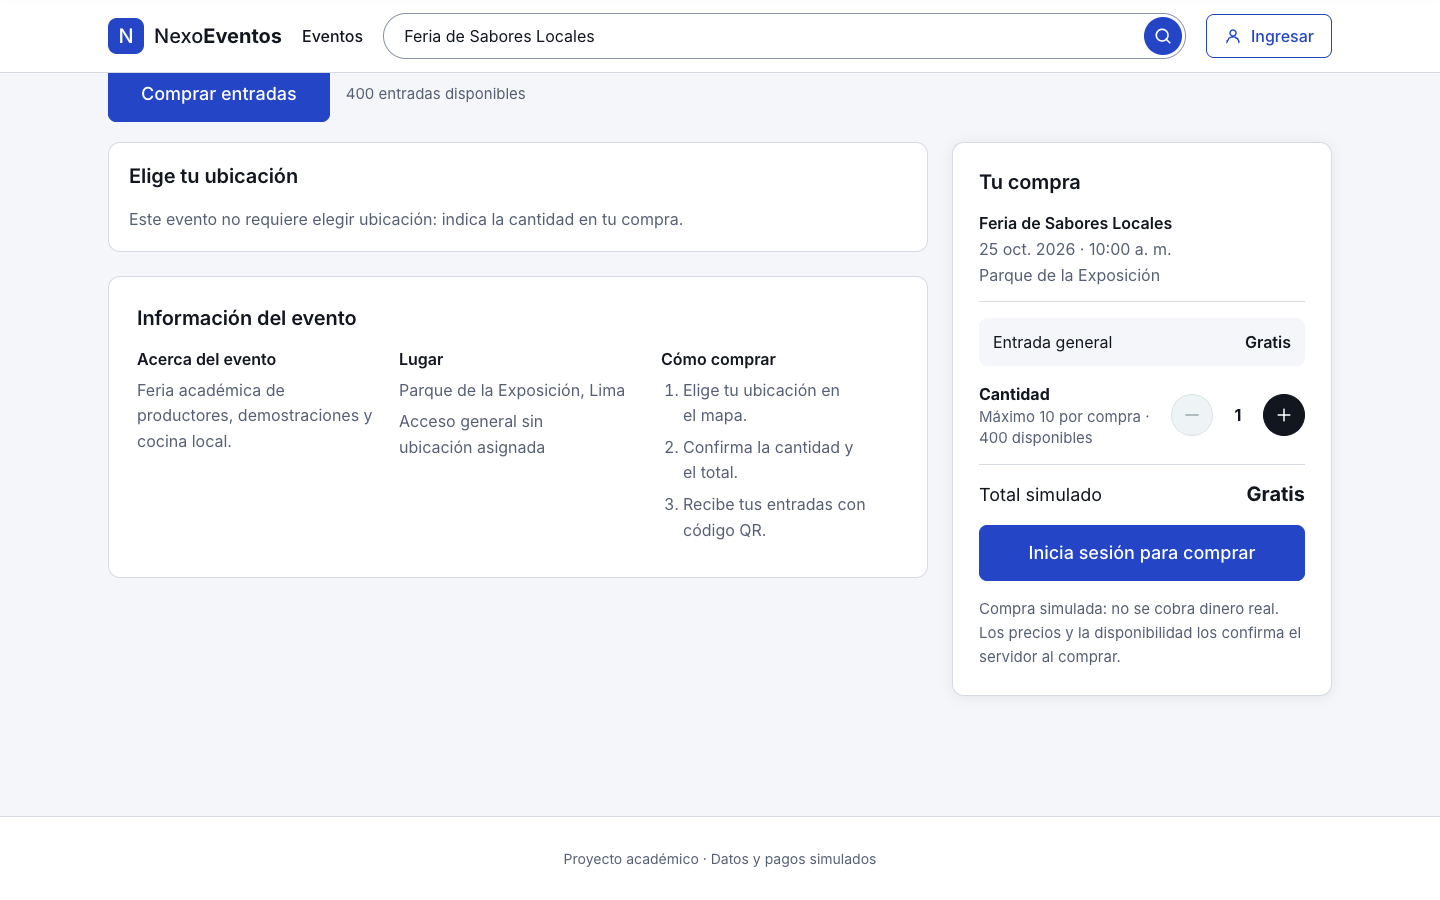 N NexoEventos Eventos Feria de Sabores Locales Ingresar
Comprar entradas 400 entradas disponibles
Elige tu ubicación
Este evento no requiere elegir ubicación: indica la cantidad en tu compra.
Información del evento
Acerca del evento
Feria académica de
productores, demostraciones y
cocina local.
Lugar
Parque de la Exposición, Lima
Acceso general sin
ubicación asignada
Cómo comprar
1. Elige tu ubicación en
el mapa.
2. Confirma la cantidad y
el total.
3. Recibe tus entradas con
código QR.
Tu compra
Feria de Sabores Locales
25 oct. 2026 · 10:00 a. m.
Parque de la Exposición
Entrada general Gratis
Cantidad
Máximo 10 por compra ·
400 disponibles
1
Total simulado Gratis
Inicia sesión para comprar
Compra simulada: no se cobra dinero real.
Los precios y la disponibilidad los confirma el
servidor al comprar.
Proyecto académico · Datos y pagos simulados